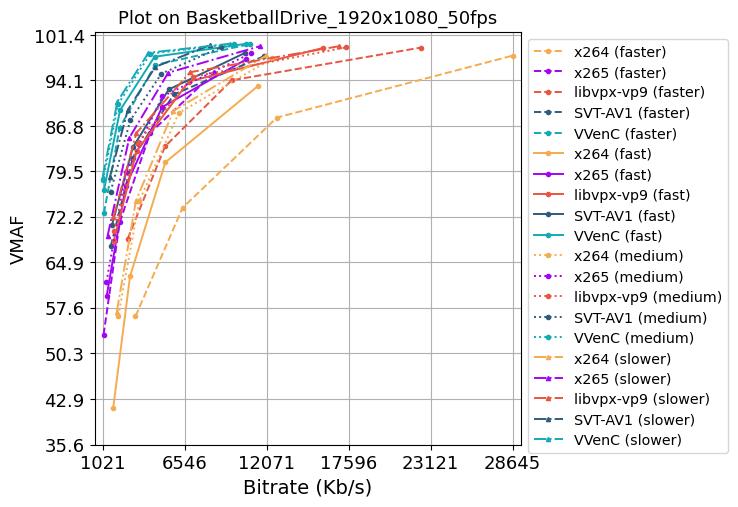 Plot on BasketballDrive_1920x1080_50fps
101.4
94.1
86.8
79.5
72.2
64.9
57.6
50.3
42.9
35.6
VMAF
1021 6546 12071 17596 23121 28645
Bitrate (Kb/s)
x264 (faster)
x265 (faster)
libvpx-vp9 (faster)
SVT-AV1 (faster)
VVenC (faster)
x264 (fast)
x265 (fast)
libvpx-vp9 (fast)
SVT-AV1 (fast)
VVenC (fast)
x264 (medium)
x265 (medium)
libvpx-vp9 (medium)
SVT-AV1 (medium)
VVenC (medium)
x264 (slower)
x265 (slower)
libvpx-vp9 (slower)
SVT-AV1 (slower)
VVenC (slower)